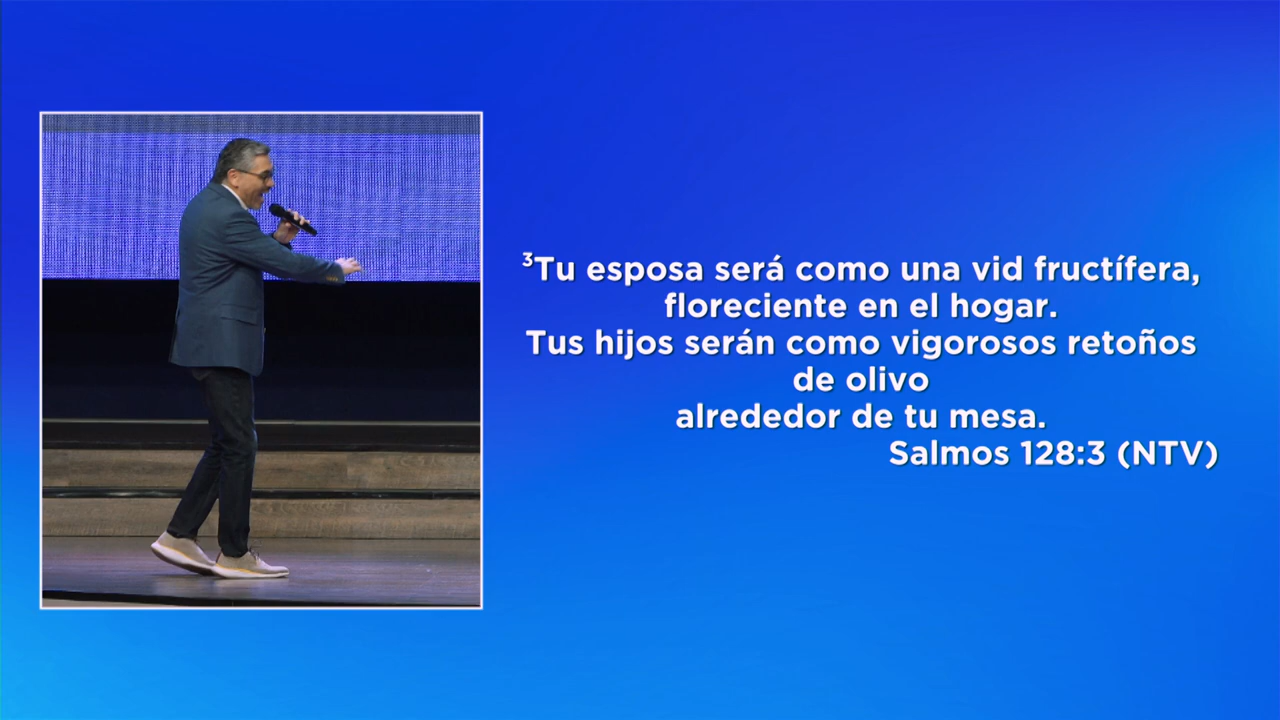 ³Tu esposa será como una vid fructífera,
floreciente en el hogar.
Tus hijos serán como vigorosos retoños
de olivo
alrededor de tu mesa.
Salmos 128:3 (NTV)